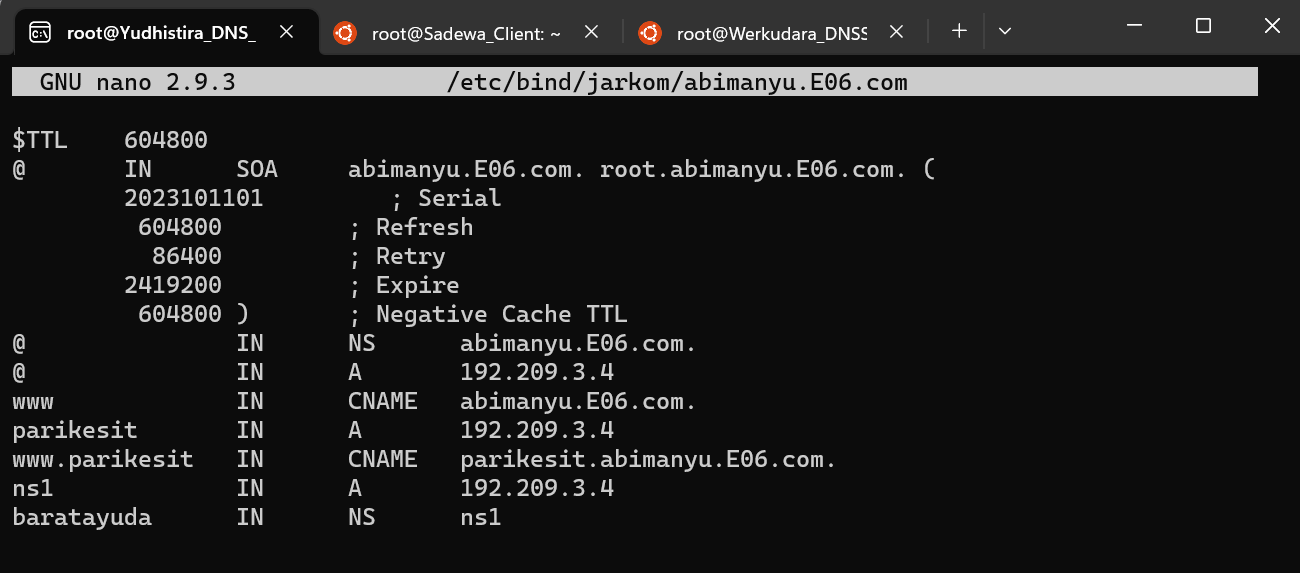 root@Yudhistira_DNS_ root@Sadewa_Client: ~ root@Werkudara_DNSS
GNU nano 2.9.3 /etc/bind/jarkom/abimanyu.E06.com
$TTL 604800
@ IN SOA abimanyu.E06.com. root.abimanyu.E06.com. (
2023101101 ; Serial
604800 ; Refresh
86400 ; Retry
2419200 ; Expire
604800 ) ; Negative Cache TTL
@ IN NS abimanyu.E06.com.
@ IN A 192.209.3.4
www IN CNAME abimanyu.E06.com.
parikesit IN A 192.209.3.4
www.parikesit IN CNAME parikesit.abimanyu.E06.com.
ns1 IN A 192.209.3.4
baratayuda IN NS ns1